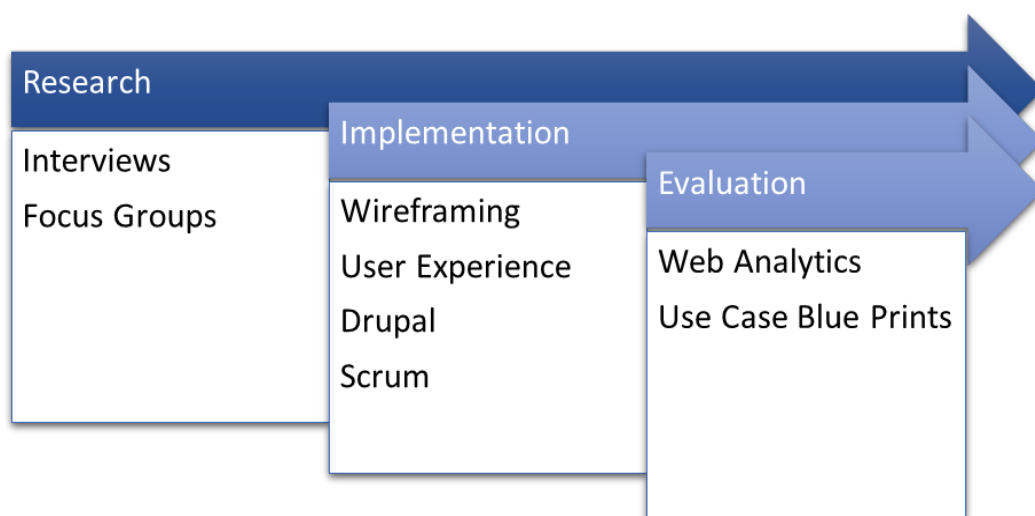 Research
Interviews
Focus Groups
Implementation
Wireframing
User Experience
Drupal
Scrum
Evaluation
Web Analytics
Use Case Blue Prints